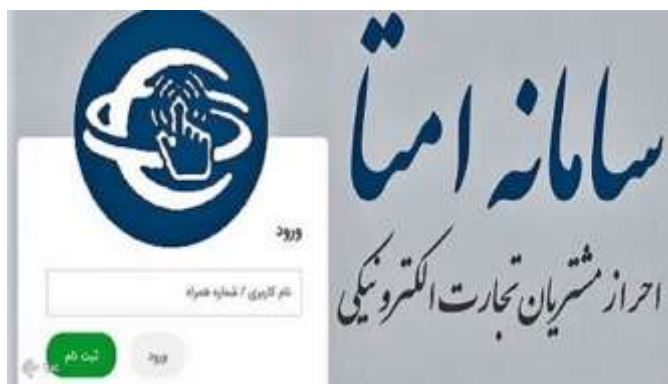 سامانه امتا
احراز مشتریان تجارت الکترونیکی
ورود
نام کاربری / شماره همراه
ورود
ثبت نام